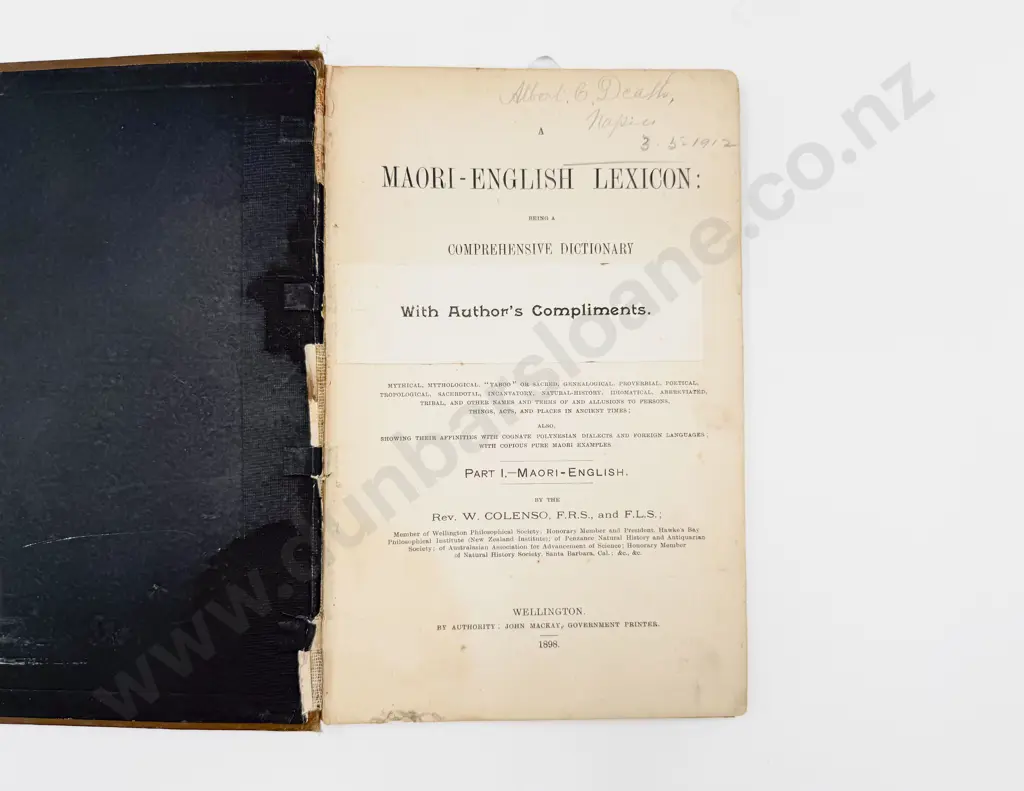 Albert. C. Death,
Napier
3.5-1912
A
MAORI-ENGLISH LEXICON:
BEING A
COMPREHENSIVE DICTIONARY
With Author's Compliments.
MYTHICAL, MYTHOLOGICAL, "TABOO" OR SACRED, GENEALOGICAL, PROVERBIAL, POETICAL,
TROPOLOGICAL, SACERDOTAL, INCANTATORY, NATURAL-HISTORY, IDIOMATICAL, ABBREVIATED,
TRIBAL, AND OTHER NAMES AND TERMS OF AND ALLUSIONS TO PERSONS,
THINGS, ACTS, AND PLACES IN ANCIENT TIMES;
ALSO,
SHOWING THEIR AFFINITIES WITH COGNATE POLYNESIAN DIALECTS AND FOREIGN LANGUAGES;
WITH COPIOUS PURE MAORI EXAMPLES.
PART I.—MAORI-ENGLISH.
BY THE
REV. W. COLENSO, F.R.S., and F.L.S.;
Member of Wellington Philosophical Society; Honorary Member and President, Hawke's Bay
Philosophical Institute (New Zealand Institute); of Penzance Natural History and Antiquarian
Society; of Australasian Association for Advancement of Science; Honorary Member
of Natural History Society, Santa Barbara, Cal.: &c., &c.
WELLINGTON.
BY AUTHORITY: JOHN MACKAY, GOVERNMENT PRINTER.
1898.
www.dunbarsloane.co.nz